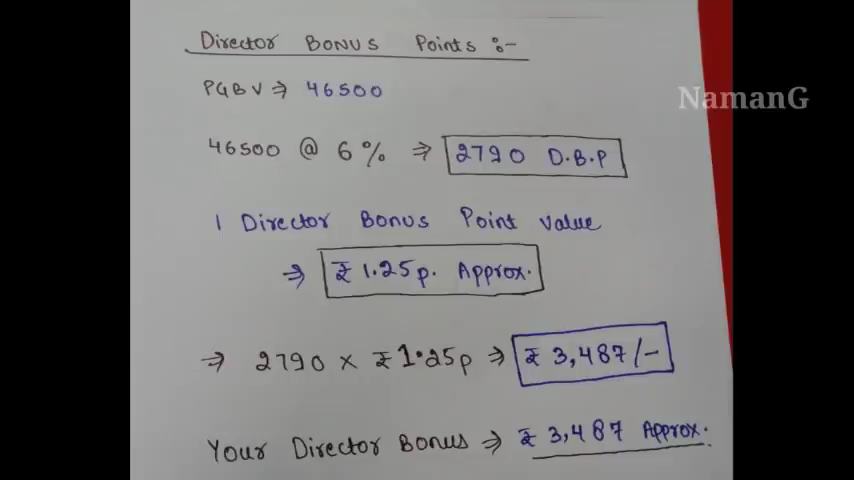 Director Bonus Points :-
PGBV ⇒ 46500
NamanG
46500 @ 6% ⇒ 2790 D.B.P
1 Director Bonus Point Value
⇒ ₹ 1.25p. Approx.
⇒ 2790 x ₹ 1.25p ⇒ ₹ 3,487/-
Your Director Bonus ⇒ ₹ 3,487 Approx.